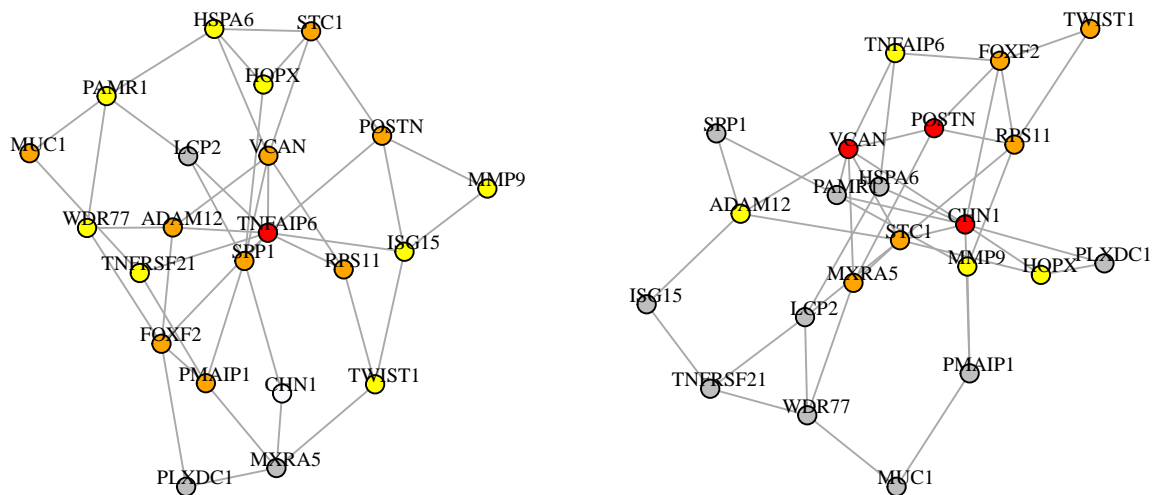 HSPA6
STC1
HOPX
PAMR1
POSTN
MUC1
LCP2
VCAN
MMP9
WDR77
ADAM12
TNFAIP6
ISG15
TNFRSF21
SPP1
RPS11
FOXF2
PMAIP1
CHN1
TWIST1
MXRA5
PLXDC1
TWIST1
TNFAIP6
FOXF2
POSTN
SPP1
VCAN
RPS11
HSPA6
PAMR1
ADAM12
CHN1
STC1
MMP9
PLXDC1
HOPX
MXRA5
ISG15
LCP2
PMAIP1
TNFRSF21
WDR77
MUC1